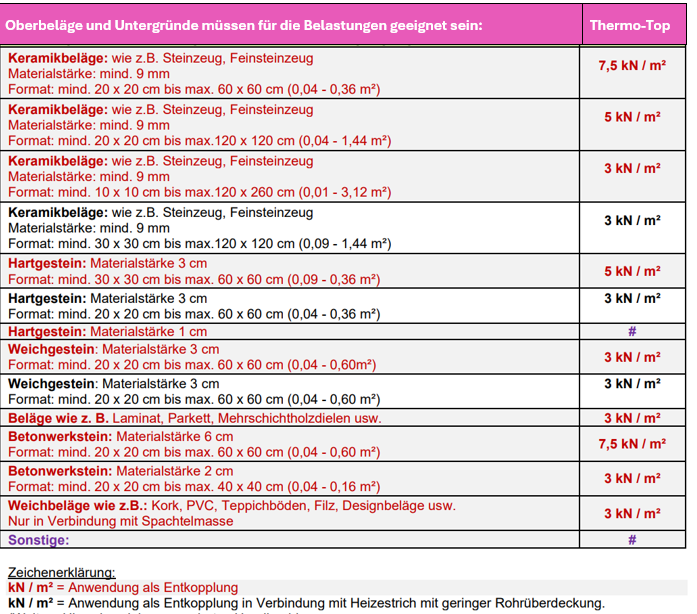 Oberbeläge und Untergründe müssen für die Belastungen geeignet sein: Thermo-Top
Keramikbeläge: wie z.B. Steinzeug, Feinsteinzeug
Materialstärke: mind. 9 mm
Format: mind. 20 x 20 cm bis max. 60 x 60 cm (0,04 - 0,36 m²)
7,5 kN / m²
Keramikbeläge: wie z.B. Steinzeug, Feinsteinzeug
Materialstärke: mind. 9 mm
Format: mind. 20 x 20 cm bis max.120 x 120 cm (0,04 - 1,44 m²)
5 kN / m²
Keramikbeläge: wie z.B. Steinzeug, Feinsteinzeug
Materialstärke: mind. 9 mm
Format: mind. 10 x 10 cm bis max.120 x 260 cm (0,01 - 3,12 m²)
3 kN / m²
Keramikbeläge: wie z.B. Steinzeug, Feinsteinzeug
Materialstärke: mind. 9 mm
Format: mind. 30 x 30 cm bis max.120 x 120 cm (0,09 - 1,44 m²)
3 kN / m²
Hartgestein: Materialstärke 3 cm
Format: mind. 30 x 30 cm bis max. 60 x 60 cm (0,09 - 0,36 m²)
5 kN / m²
Hartgestein: Materialstärke 3 cm
Format: mind. 20 x 20 cm bis max. 60 x 60 cm (0,04 - 0,36 m²)
3 kN / m²
Hartgestein: Materialstärke 1 cm
#
Weichgestein: Materialstärke 3 cm
Format: mind. 20 x 20 cm bis max. 60 x 60 cm (0,04 - 0,60m²)
3 kN / m²
Weichgestein: Materialstärke 3 cm
Format: mind. 20 x 20 cm bis max. 60 x 60 cm (0,04 - 0,60 m²)
3 kN / m²
Beläge wie z. B. Laminat, Parkett, Mehrschichtholzdielen usw.
3 kN / m²
Betonwerkstein: Materialstärke 6 cm
Format: mind. 20 x 20 cm bis max. 60 x 60 cm (0,04 - 0,60 m²)
7,5 kN / m²
Betonwerkstein: Materialstärke 2 cm
Format: mind. 20 x 20 cm bis max. 40 x 40 cm (0,04 - 0,16 m²)
3 kN / m²
Weichbeläge wie z.B.: Kork, PVC, Teppichböden, Filz, Designbeläge usw.
Nur in Verbindung mit Spachtelmasse
3 kN / m²
Sonstige:
#
Zeichenerklärung:
kN / m² = Anwendung als Entkopplung
kN / m² = Anwendung als Entkopplung in Verbindung mit Heizestrich mit geringer Rohrüberdeckung.